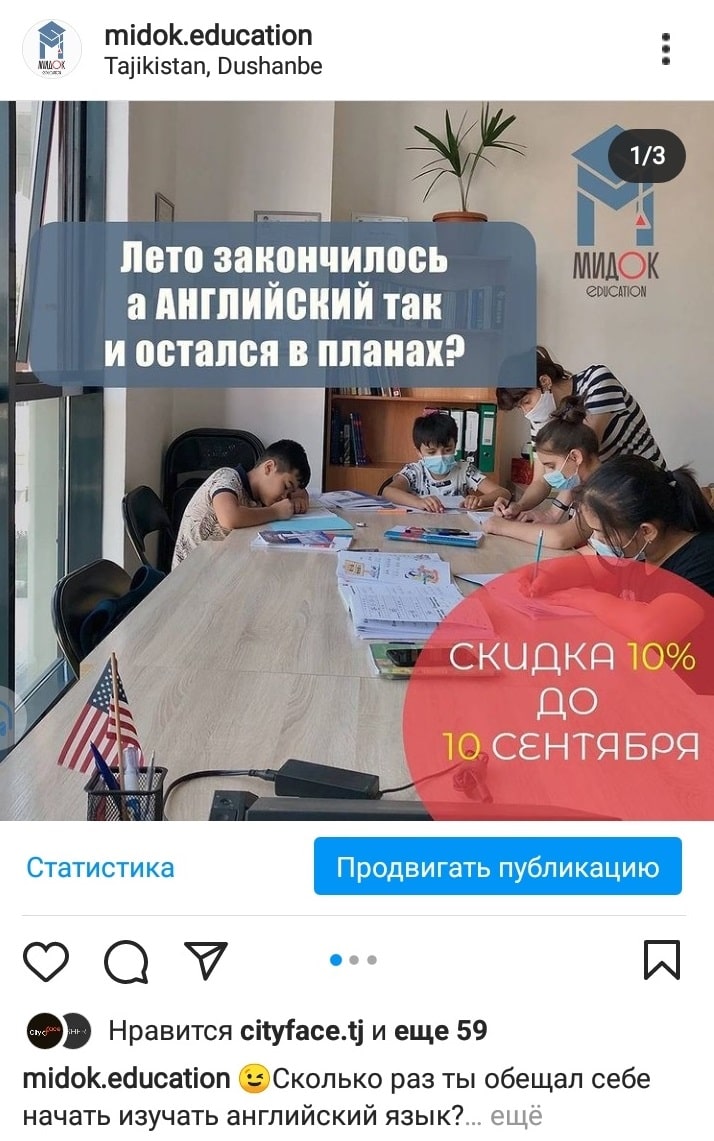 midok.education
Tajikistan, Dushanbe
1/3
МИДОК
EDUCATION
Лето закончилось
а АНГЛИЙСКИЙ так
и остался в планах?
СКИДКА 10%
ДО
10 СЕНТЯБРЯ
Статистика
Продвигать публикацию
Нравится cityface.tj и еще 59
midok.education 😉Сколько раз ты обещал себе
начать изучать английский язык?... ещё